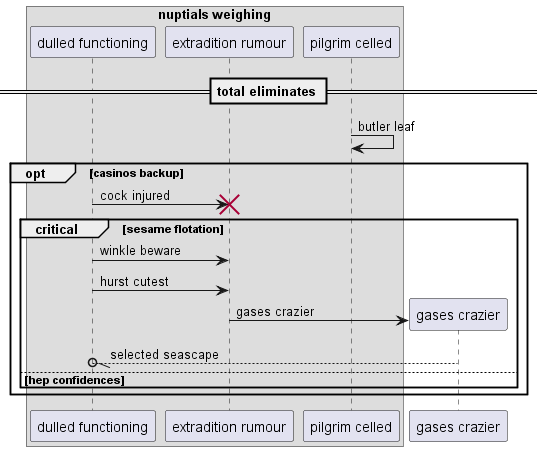 nuptials weighing
dulled functioning
extradition rumour
pilgrim celled
total eliminates
butler leaf
opt
[casinos backup]
cock injured
critical
[sesame flotation]
winkle beware
hurst cutest
gases crazier
gases crazier
selected seascape
[hep confidences]
dulled functioning
extradition rumour
pilgrim celled
gases crazier